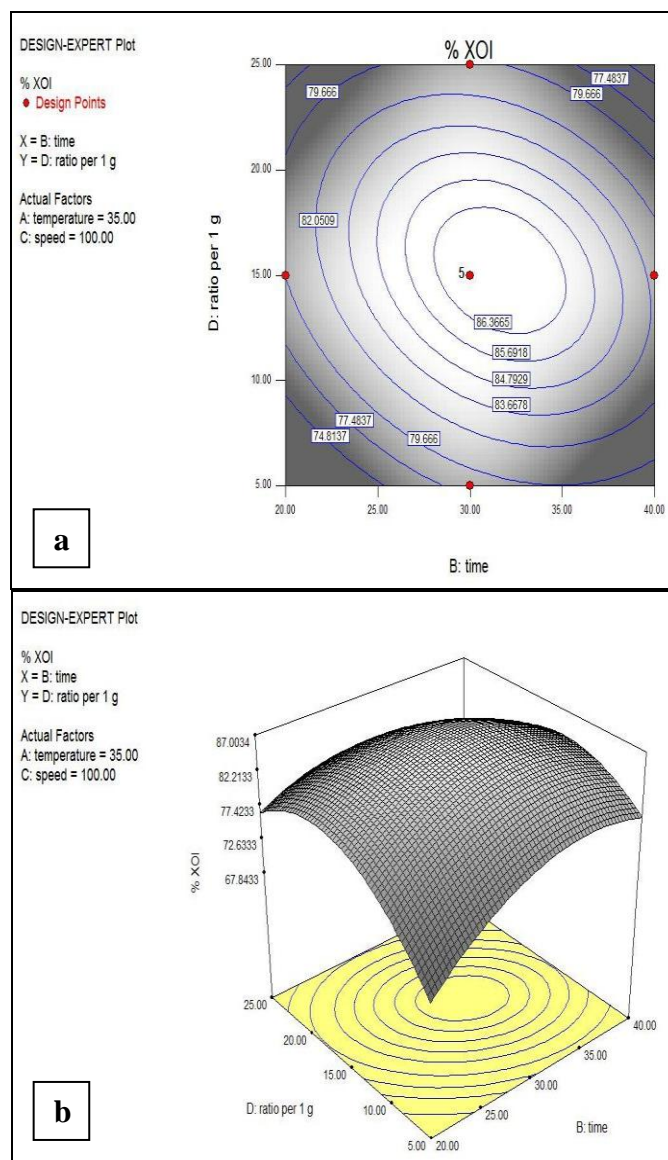 DESIGN-EXPERT Plot
% XOI
Design Points
X = B: time
Y = D: ratio per 1 g
Actual Factors
A: temperature = 35.00
C: speed = 100.00
% XOI
25.00
20.00
15.00
10.00
5.00
D: ratio per 1 g
79.666
77.4837
79.666
82.0509
5
86.3665
85.6918
84.7929
83.6678
77.4837
74.8137
79.666
20.00
25.00
30.00
35.00
40.00
B: time
a
DESIGN-EXPERT Plot
% XOI
X = B: time
Y = D: ratio per 1 g
Actual Factors
A: temperature = 35.00
C: speed = 100.00
87.0034
82.2133
77.4233
72.6333
67.8433
% XOI
25.00
20.00
15.00
10.00
5.00
D: ratio per 1 g
20.00
25.00
30.00
35.00
40.00
B: time
b